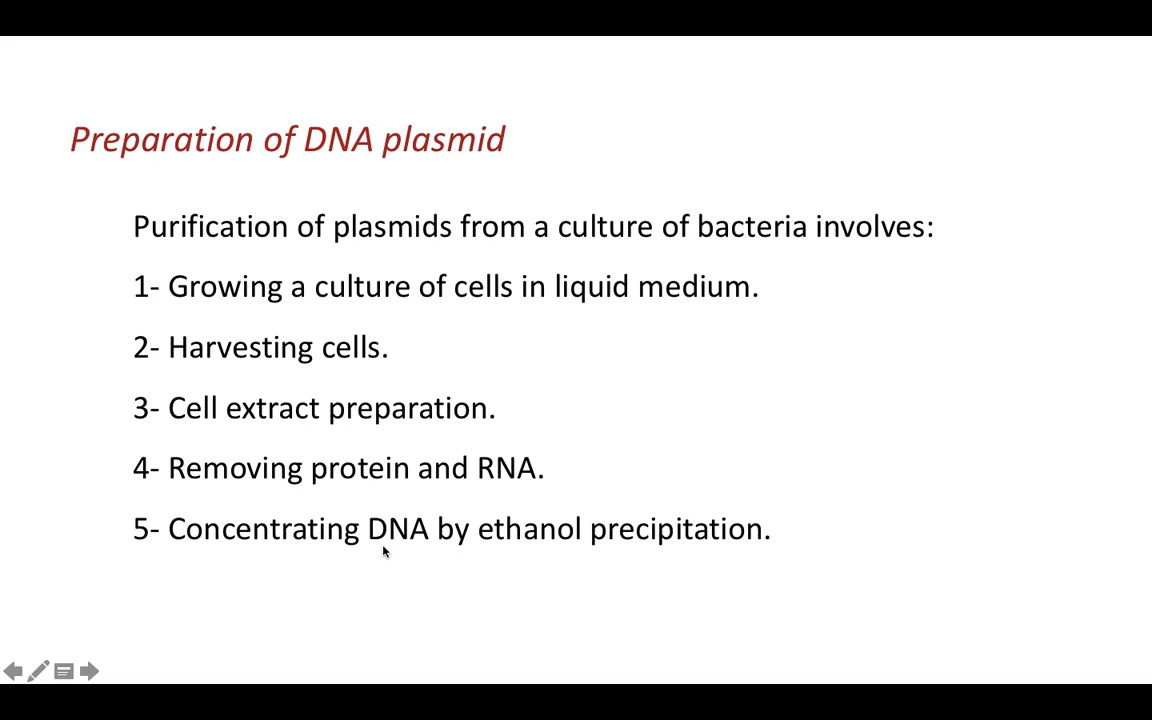 Preparation of DNA plasmid
Purification of plasmids from a culture of bacteria involves:
1- Growing a culture of cells in liquid medium.
2- Harvesting cells.
3- Cell extract preparation.
4- Removing protein and RNA.
5- Concentrating DNA by ethanol precipitation.